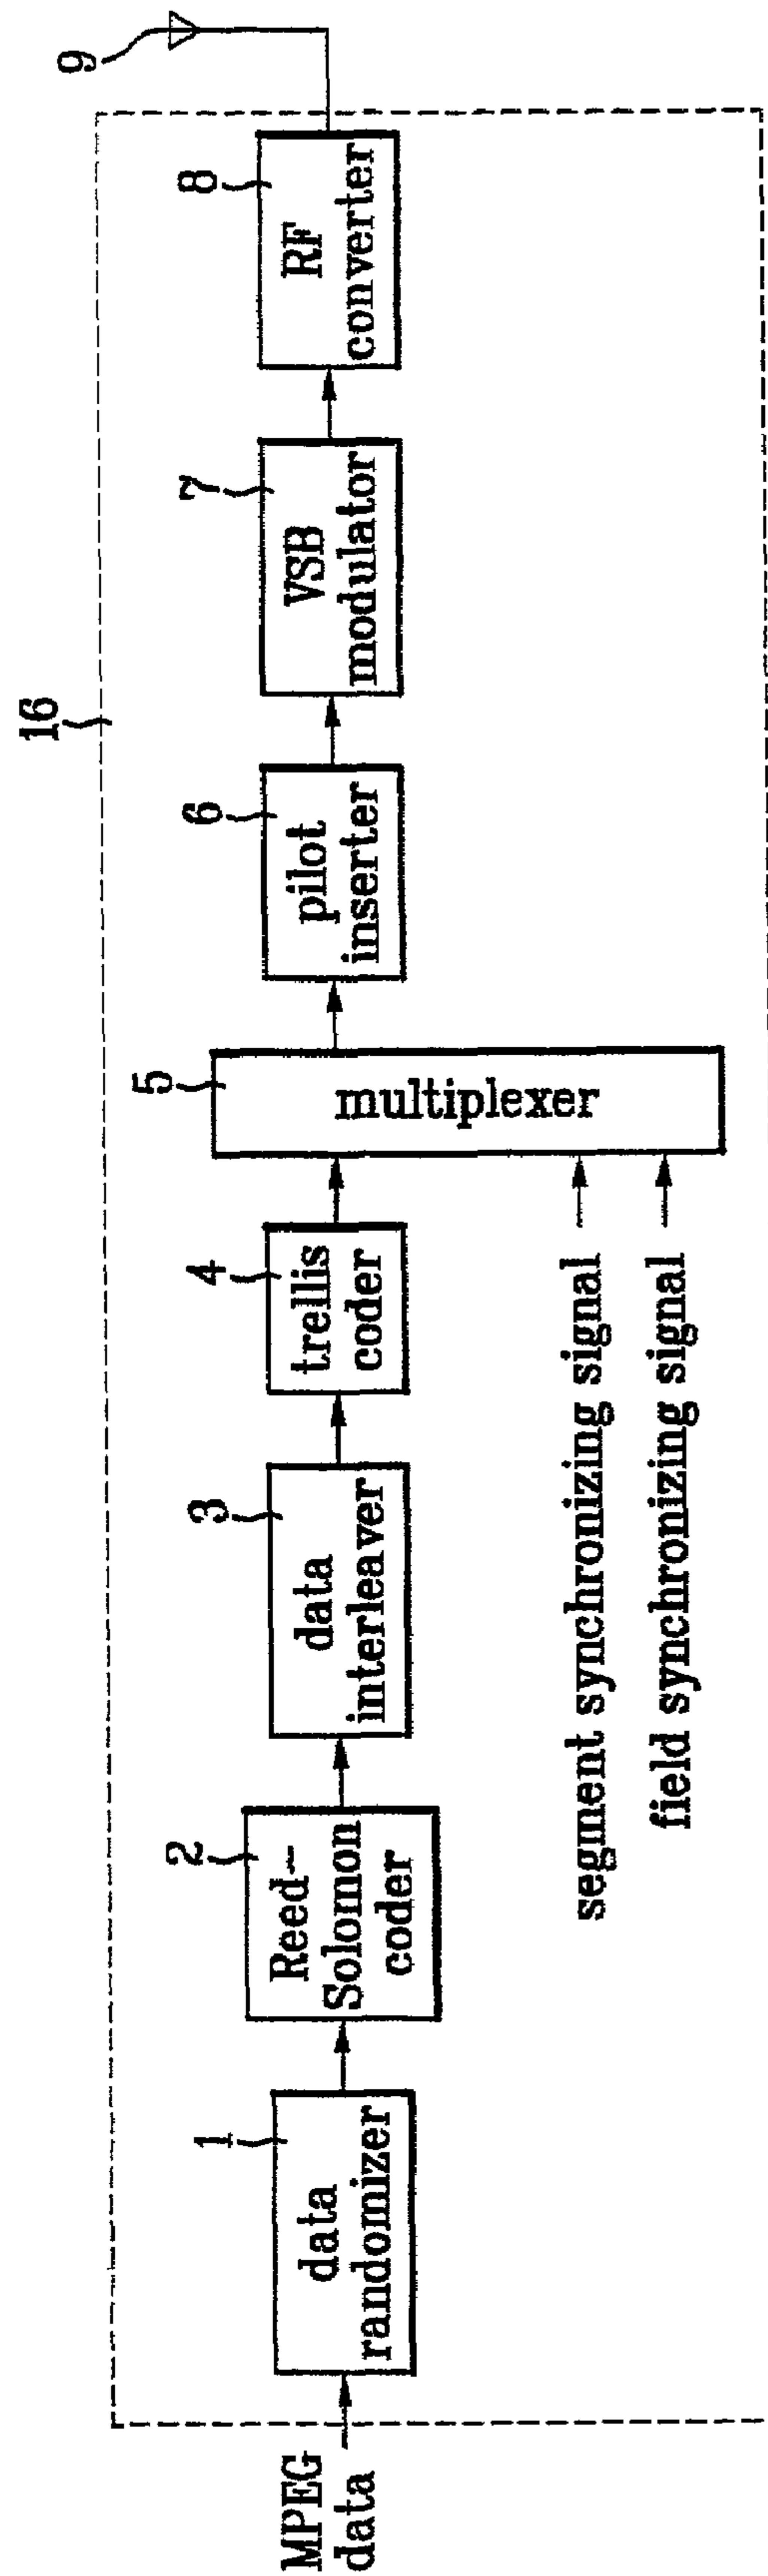 MPEG
data
1
data
randomizer
2
Reed-
Solomon
coder
3
data
interleaver
4
trellis
coder
5
multiplexer
6
pilot
inserter
7
VSB
modulator
8
RF
converter
9
16
segment synchronizing signal
field synchronizing signal